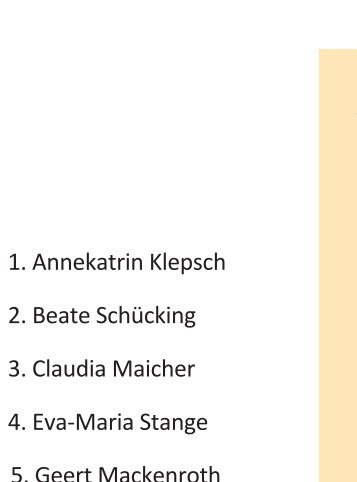 1. Annekatrin Klepsch
2. Beate Schücking
3. Claudia Maicher
4. Eva-Maria Stange
5. Geert Mackenroth